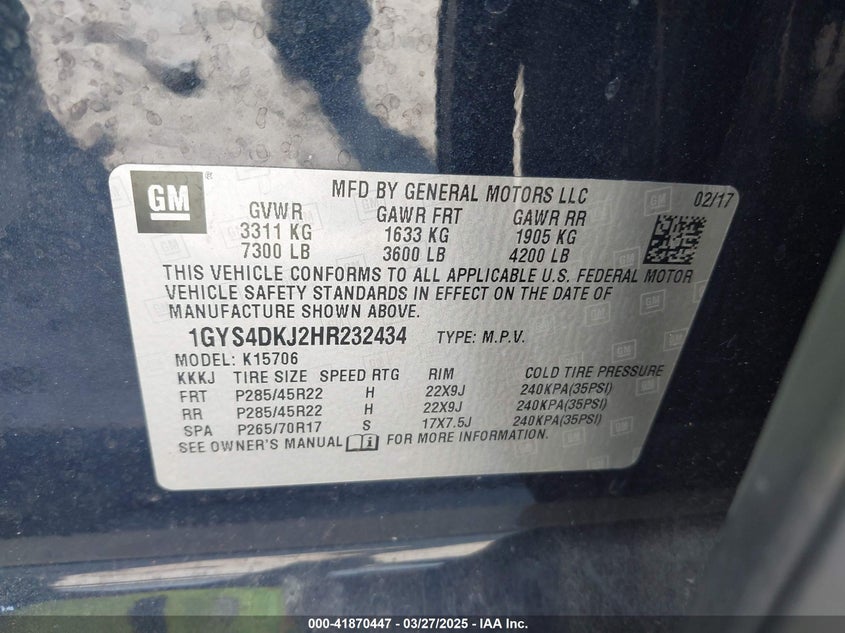 GM
®
MFD BY GENERAL MOTORS LLC
02/17
GVWR GAWR FRT GAWR RR
3311 KG 1633 KG 1905 KG
7300 LB 3600 LB 4200 LB
THIS VEHICLE CONFORMS TO ALL APPLICABLE U.S. FEDERAL MOTOR
VEHICLE SAFETY STANDARDS IN EFFECT ON THE DATE OF
MANUFACTURE SHOWN ABOVE.
1GYS4DKJ2HR232434 TYPE: M.P.V.
MODEL: K15706
KKKJ TIRE SIZE SPEED RTG RIM COLD TIRE PRESSURE
FRT P285/45R22 H 22X9J 240KPA(35PSI)
RR P285/45R22 H 22X9J 240KPA(35PSI)
SPA P265/70R17 S 17X7.5J 240KPA(35PSI)
SEE OWNER'S MANUAL i FOR MORE INFORMATION.
000-41870447 — 03/27/2025 — IAA Inc.